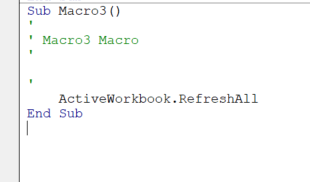 Sub Macro3()
'
' Macro3 Macro
'

'
    ActiveWorkbook.RefreshAll
End Sub